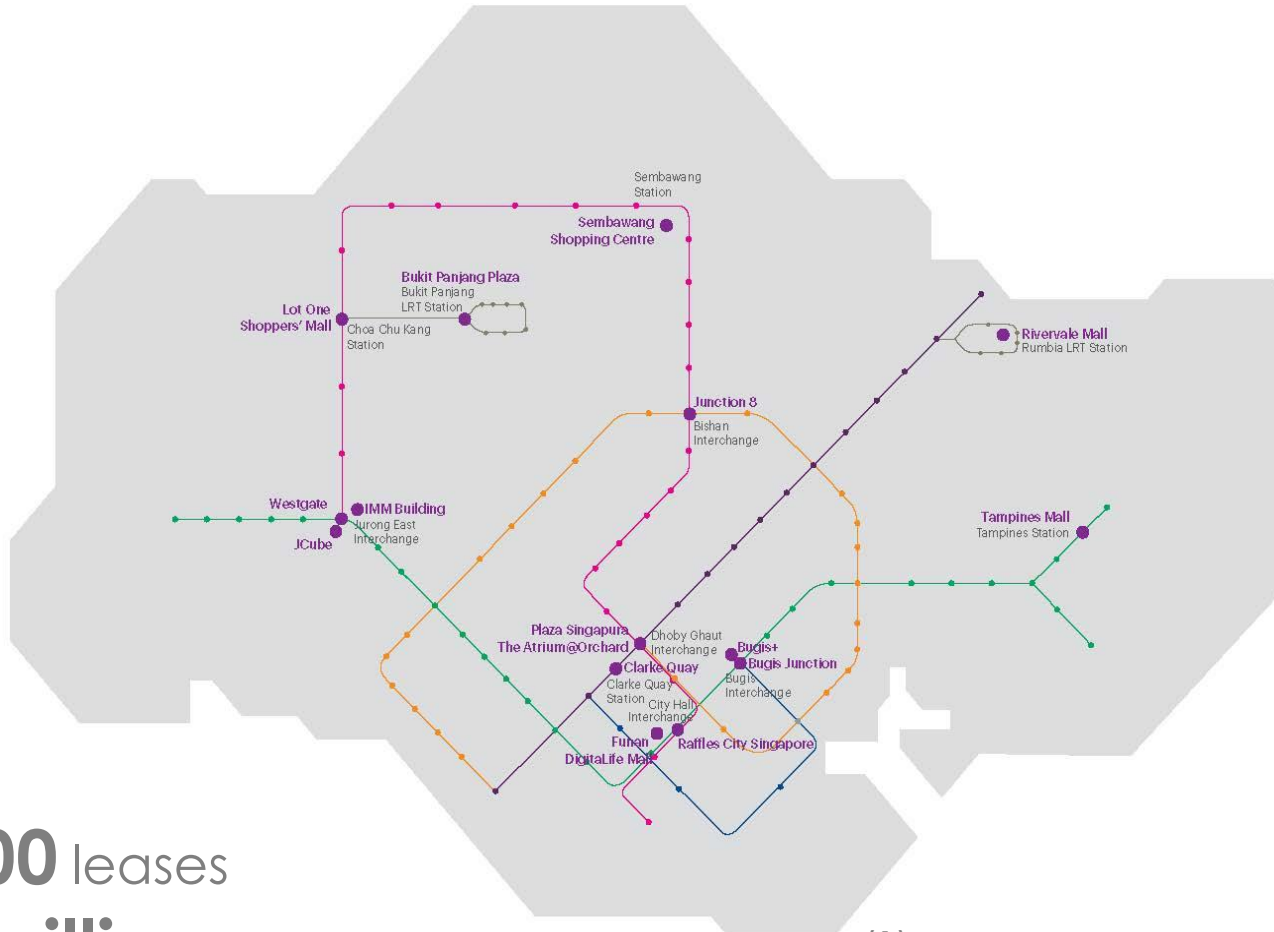 Sembawang
Station
Sembawang
Shopping Centre
Bukit Panjang Plaza
Bukit Panjang
LRT Station
Lot One
Shoppers' Mall
Choa Chu Kang
Station
Rivervale Mall
Rumbia LRT Station
Junction 8
Bishan
Interchange
Westgate
IMM Building
Jurong East
Interchange
JCube
Tampines Mall
Tampines Station
Plaza Singapura
The Atrium@Orchard
Dhoby Ghaut
Interchange
Bugis+
Bugis Junction
Bugis
Interchange
Clarke Quay
Clarke Quay
Station
City Hall
Interchange
Funan
DigitaLife Mall
Raffles City Singapore
00 leases